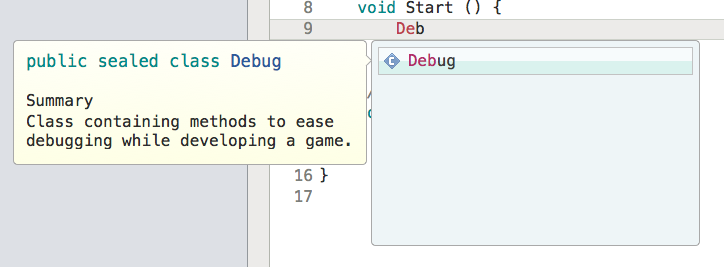 8 void Start () {
9 Deb
public sealed class Debug
Summary
Class containing methods to ease
debugging while developing a game.
Debug
16 }
17